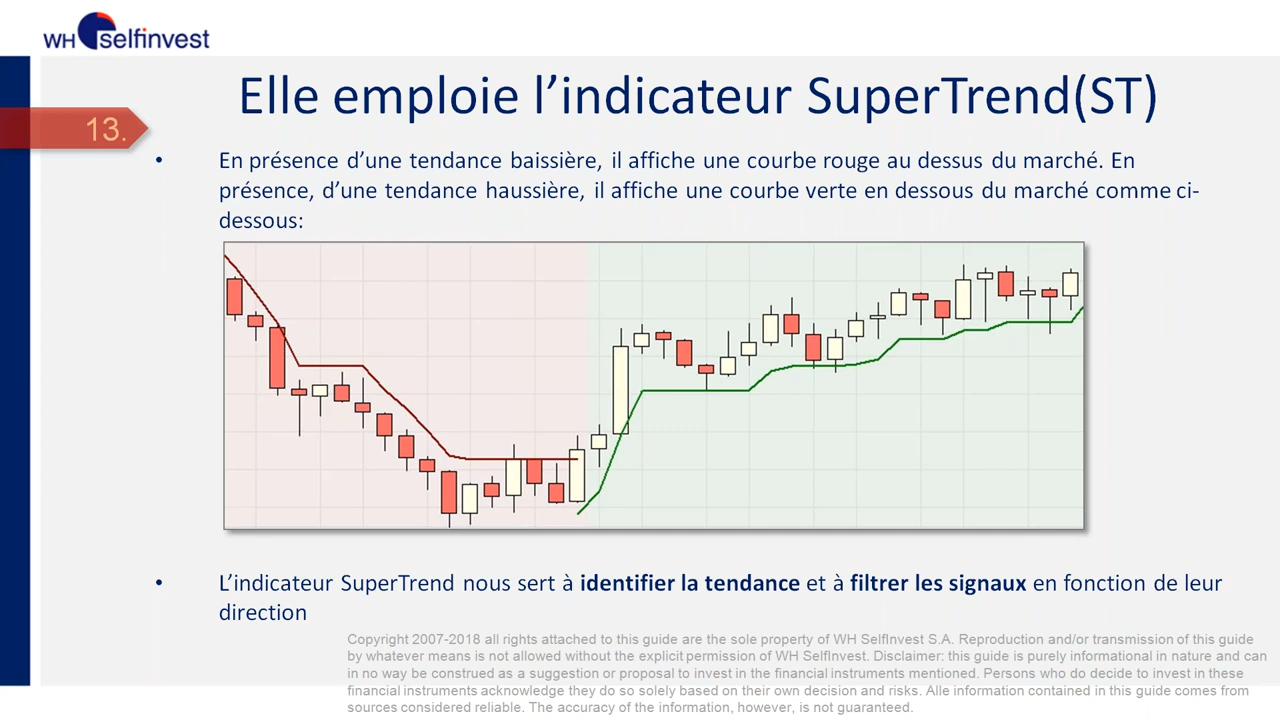 WH selfinvest
Elle emploie l’indicateur SuperTrend(ST)
13.
• En présence d’une tendance baissière, il affiche une courbe rouge au dessus du marché. En
présence, d’une tendance haussière, il affiche une courbe verte en dessous du marché comme ci-
dessous:
• L’indicateur SuperTrend nous sert à identifier la tendance et à filtrer les signaux en fonction de leur
direction
Copyright 2007-2018 all rights attached to this guide are the sole property of WH SelfInvest S.A. Reproduction and/or transmission of this guide
by whatever means is not allowed without the explicit permission of WH SelfInvest. Disclaimer: this guide is purely informational in nature and can
in no way be construed as a suggestion or proposal to invest in the financial instruments mentioned. Persons who do decide to invest in these
financial instruments acknowledge they do so solely based on their own decision and risks. Alle information contained in this guide comes from
sources considered reliable. The accuracy of the information, however, is not guaranteed.